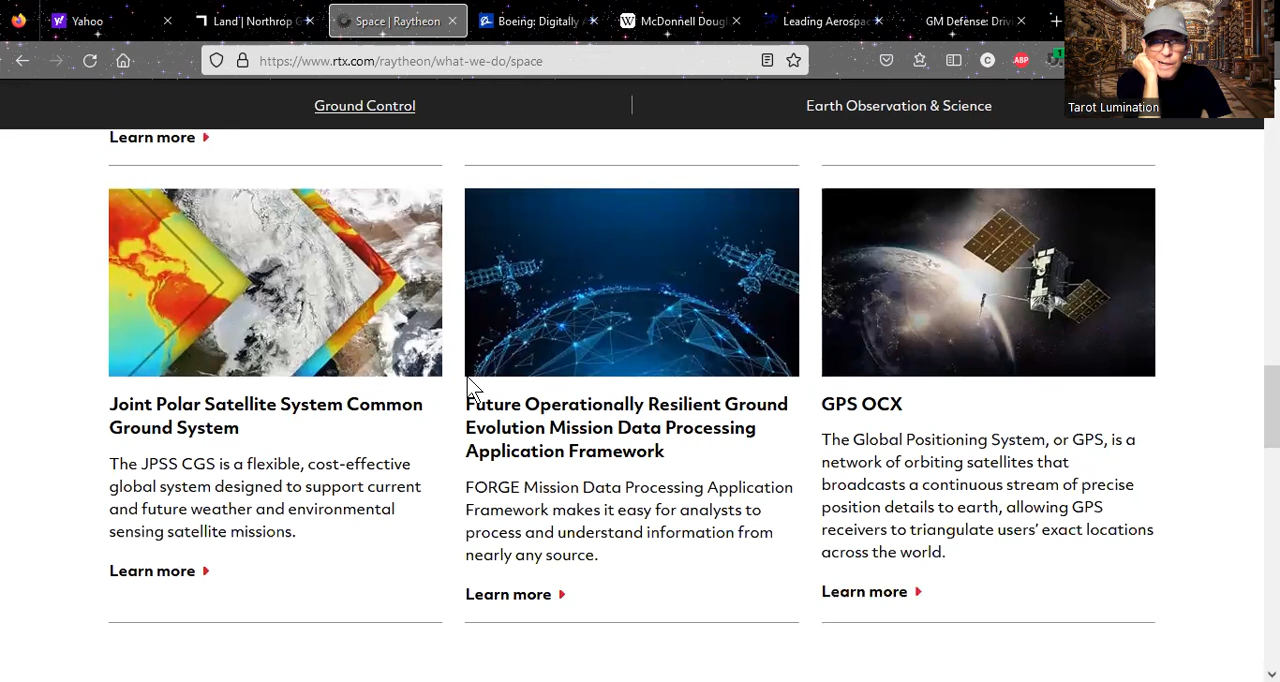 Yahoo
Land | Northrop G
Space | Raytheon
Boeing: Digitally
McDonnell Doug
Leading Aerospac
GM Defense: Driv
https://www.rtx.com/raytheon/what-we-do/space
ABP
1
Tarot Lumination
Ground Control
Earth Observation & Science
Learn more
Joint Polar Satellite System Common
Ground System
The JPSS CGS is a flexible, cost-effective
global system designed to support current
and future weather and environmental
sensing satellite missions.
Learn more
Future Operationally Resilient Ground
Evolution Mission Data Processing
Application Framework
FORGE Mission Data Processing Application
Framework makes it easy for analysts to
process and understand information from
nearly any source.
Learn more
GPS OCX
The Global Positioning System, or GPS, is a
network of orbiting satellites that
broadcasts a continuous stream of precise
position details to earth, allowing GPS
receivers to triangulate users’ exact locations
across the world.
Learn more